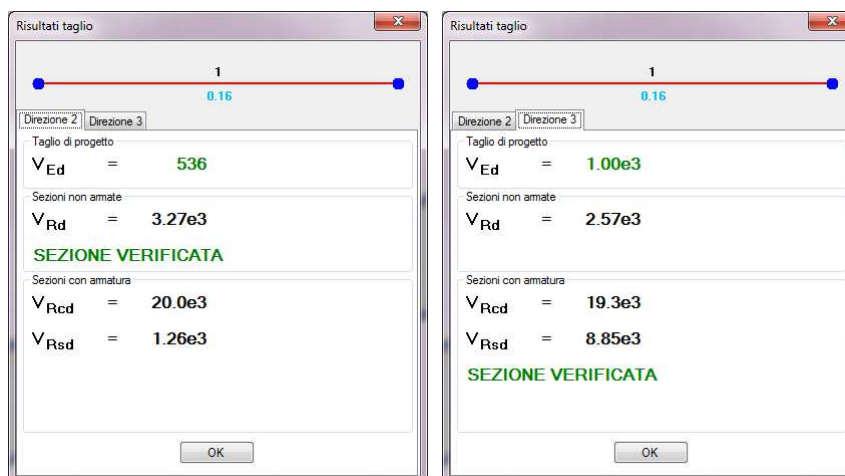 Risultati taglio
1
0.16
Direzione 2 Direzione 3
Taglio di progetto
VEd = 536
Sezioni non armate
VRd = 3.27e3
SEZIONE VERIFICATA
Sezioni con armatura
VRcd = 20.0e3
VRsd = 1.26e3
OK
Risultati taglio
1
0.16
Direzione 2 Direzione 3
Taglio di progetto
VEd = 1.00e3
Sezioni non armate
VRd = 2.57e3
Sezioni con armatura
VRcd = 19.3e3
VRsd = 8.85e3
SEZIONE VERIFICATA
OK